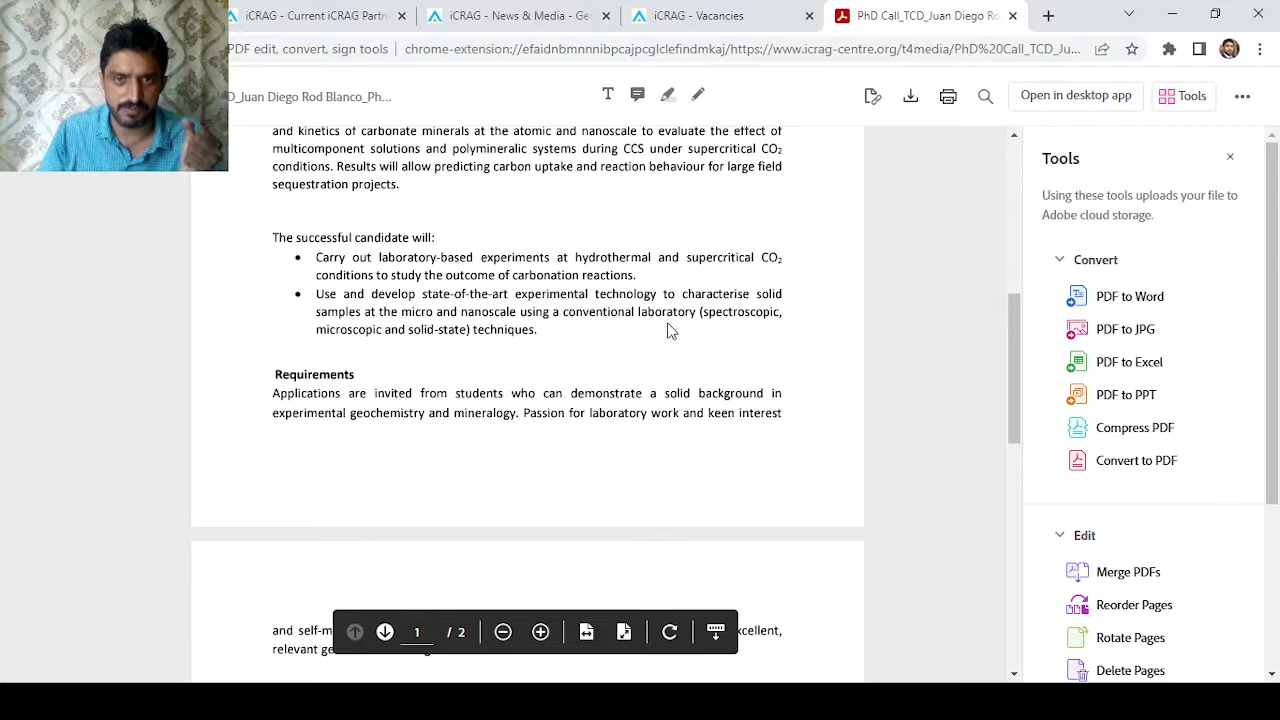 iCRAG - Current iCRAG Partn
iCRAG - News & Media - Ge
iCRAG - Vacancies
PhD Call_TCD_Juan Diego Ro
PDF edit, convert, sign tools
chrome-extension://efaidnbmnnnibpcajpcglclefindmkaj/https://www.icrag-centre.org/t4media/PhD%20Call_TCD_Ju...
D_Juan Diego Rod Blanco_Ph...
Open in desktop app
Tools
and kinetics of carbonate minerals at the atomic and nanoscale to evaluate the effect of
multicomponent solutions and polymineralic systems during CCS under supercritical CO₂
conditions. Results will allow predicting carbon uptake and reaction behaviour for large field
sequestration projects.
The successful candidate will:
• Carry out laboratory-based experiments at hydrothermal and supercritical CO₂
conditions to study the outcome of carbonation reactions.
• Use and develop state-of-the-art experimental technology to characterise solid
samples at the micro and nanoscale using a conventional laboratory (spectroscopic,
microscopic and solid-state) techniques.
Requirements
Applications are invited from students who can demonstrate a solid background in
experimental geochemistry and mineralogy. Passion for laboratory work and keen interest
and self-m
xcellent,
relevant ge
1 / 2
Tools
Using these tools uploads your file to
Adobe cloud storage.
Convert
PDF to Word
PDF to JPG
PDF to Excel
PDF to PPT
Compress PDF
Convert to PDF
Edit
Merge PDFs
Reorder Pages
Rotate Pages
Delete Pages